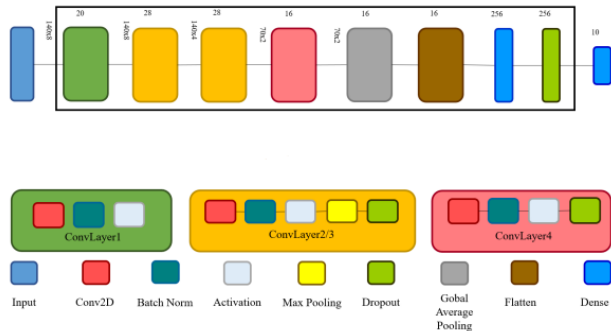 20 28 28 16 16 16 256 256 10
140x8 140x8 140x4 70x2 70x2
ConvLayer1 ConvLayer2/3 ConvLayer4
Input Conv2D Batch Norm Activation Max Pooling Dropout Gobal Average Pooling Flatten Dense